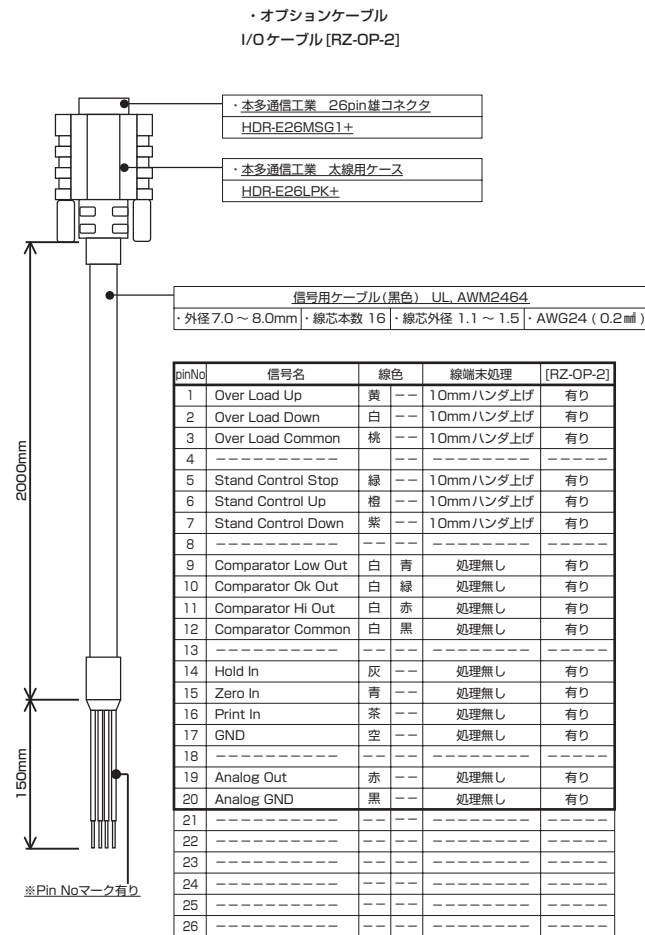 ・オプションケーブル
I/Oケーブル[RZ-OP-2]
・本多通信工業　26pin雄コネクタ
HDR-E26MSG1+
・本多通信工業　太線用ケース
HDR-E26LPK+
信号用ケーブル(黒色)　UL, AWM2464
・外径7.0～8.0mm ・線芯本数 16 ・線芯外径 1.1～1.5 ・AWG24 ( 0.2㎟ )
2000mm
150mm
※Pin Noマーク有り
pinNo 信号名 線色 線端末処理 [RZ-OP-2]
1 Over Load Up 黄 −− 10mmハンダ上げ 有り
2 Over Load Down 白 −− 10mmハンダ上げ 有り
3 Over Load Common 桃 −− 10mmハンダ上げ 有り
4 −−−−−−−−−− −− −−−−−−−− −−−−−
5 Stand Control Stop 緑 −− 10mmハンダ上げ 有り
6 Stand Control Up 橙 −− 10mmハンダ上げ 有り
7 Stand Control Down 紫 −− 10mmハンダ上げ 有り
8 −−−−−−−−−− −− −− −−−−−−−− −−−−−
9 Comparator Low Out 白 青 処理無し 有り
10 Comparator Ok Out 白 緑 処理無し 有り
11 Comparator Hi Out 白 赤 処理無し 有り
12 Comparator Common 白 黒 処理無し 有り
13 −−−−−−−−−− −− −− −−−−−−−− −−−−−
14 Hold In 灰 −− 処理無し 有り
15 Zero In 青 −− 処理無し 有り
16 Print In 茶 −− 処理無し 有り
17 GND 空 −− 処理無し 有り
18 −−−−−−−−−− −− −− −−−−−−−− −−−−−
19 Analog Out 赤 −− 処理無し 有り
20 Analog GND 黒 −− 処理無し 有り
21 −−−−−−−−−− −− −− −−−−−−−− −−−−−
22 −−−−−−−−−− −− −− −−−−−−−− −−−−−
23 −−−−−−−−−− −− −− −−−−−−−− −−−−−
24 −−−−−−−−−− −− −− −−−−−−−− −−−−−
25 −−−−−−−−−− −− −− −−−−−−−− −−−−−
26 −−−−−−−−−− −− −− −−−−−−−− −−−−−